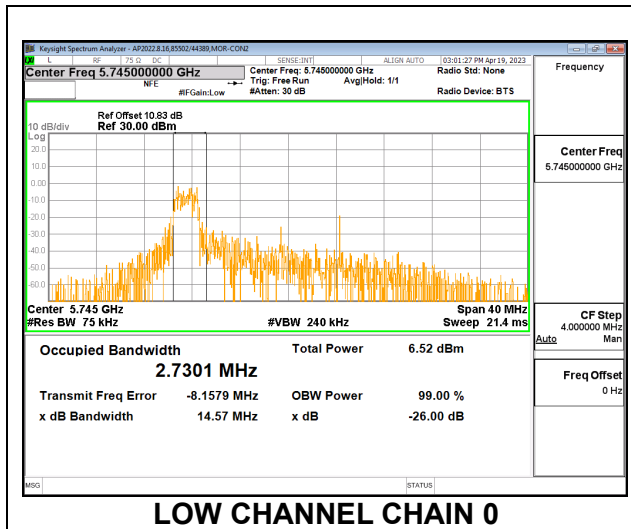 Keysight Spectrum Analyzer - AP2022.8.16,85502/44389,MOR-CON2
L RF 75 Ω DC SENSE:INT ALIGN AUTO 03:01:27 PM Apr 19, 2023
Center Freq 5.745000000 GHz
NFE
#IFGain:Low
Center Freq: 5.745000000 GHz
Trig: Free Run Avg|Hold: 1/1
#Atten: 30 dB
Radio Std: None
Radio Device: BTS
Frequency
Ref Offset 10.83 dB
10 dB/div Ref 30.00 dBm
Log
20.0
10.0
0.00
-10.0
-20.0
-30.0
-40.0
-50.0
-60.0
Center 5.745 GHz Span 40 MHz
#Res BW 75 kHz #VBW 240 kHz Sweep 21.4 ms
Center Freq
5.745000000 GHz
CF Step
4.000000 MHz
Auto Man
Freq Offset
0 Hz
Occupied Bandwidth Total Power 6.52 dBm
2.7301 MHz
Transmit Freq Error -8.1579 MHz OBW Power 99.00 %
x dB Bandwidth 14.57 MHz x dB -26.00 dB
MSG STATUS
LOW CHANNEL CHAIN 0